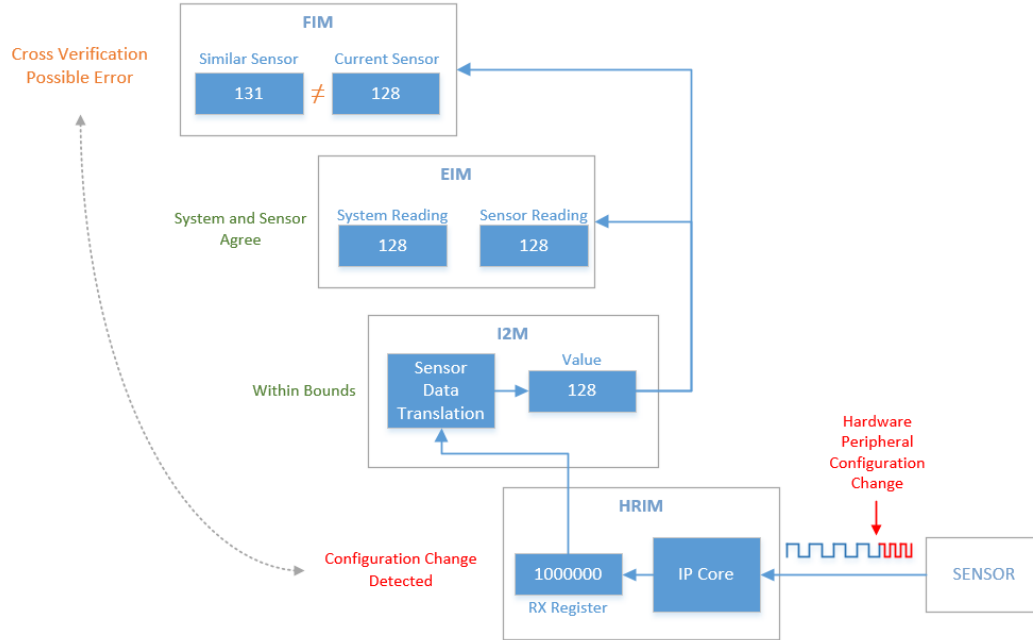 FIM
Cross Verification
Possible Error
Similar Sensor
Current Sensor
131
≠
128
EIM
System and Sensor
Agree
System Reading
Sensor Reading
128
128
I2M
Within Bounds
Sensor
Data
Translation
Value
128
Hardware
Peripheral
Configuration
Change
HRIM
Configuration Change
Detected
1000000
RX Register
IP Core
SENSOR